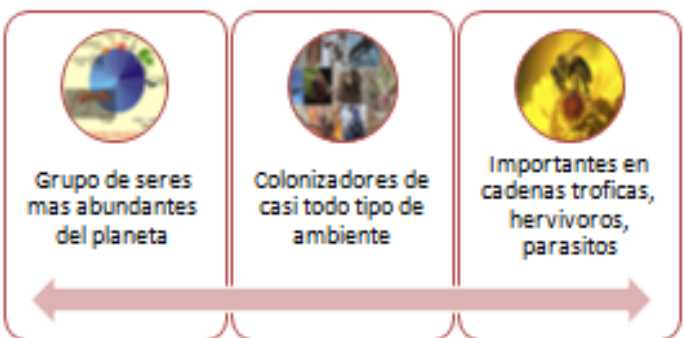 Grupo de seres
mas abundantes
del planeta
Colonizadores de
casi todo tipo de
ambiente
Importantes en
cadenas troficas,
hervivoros,
parasitos